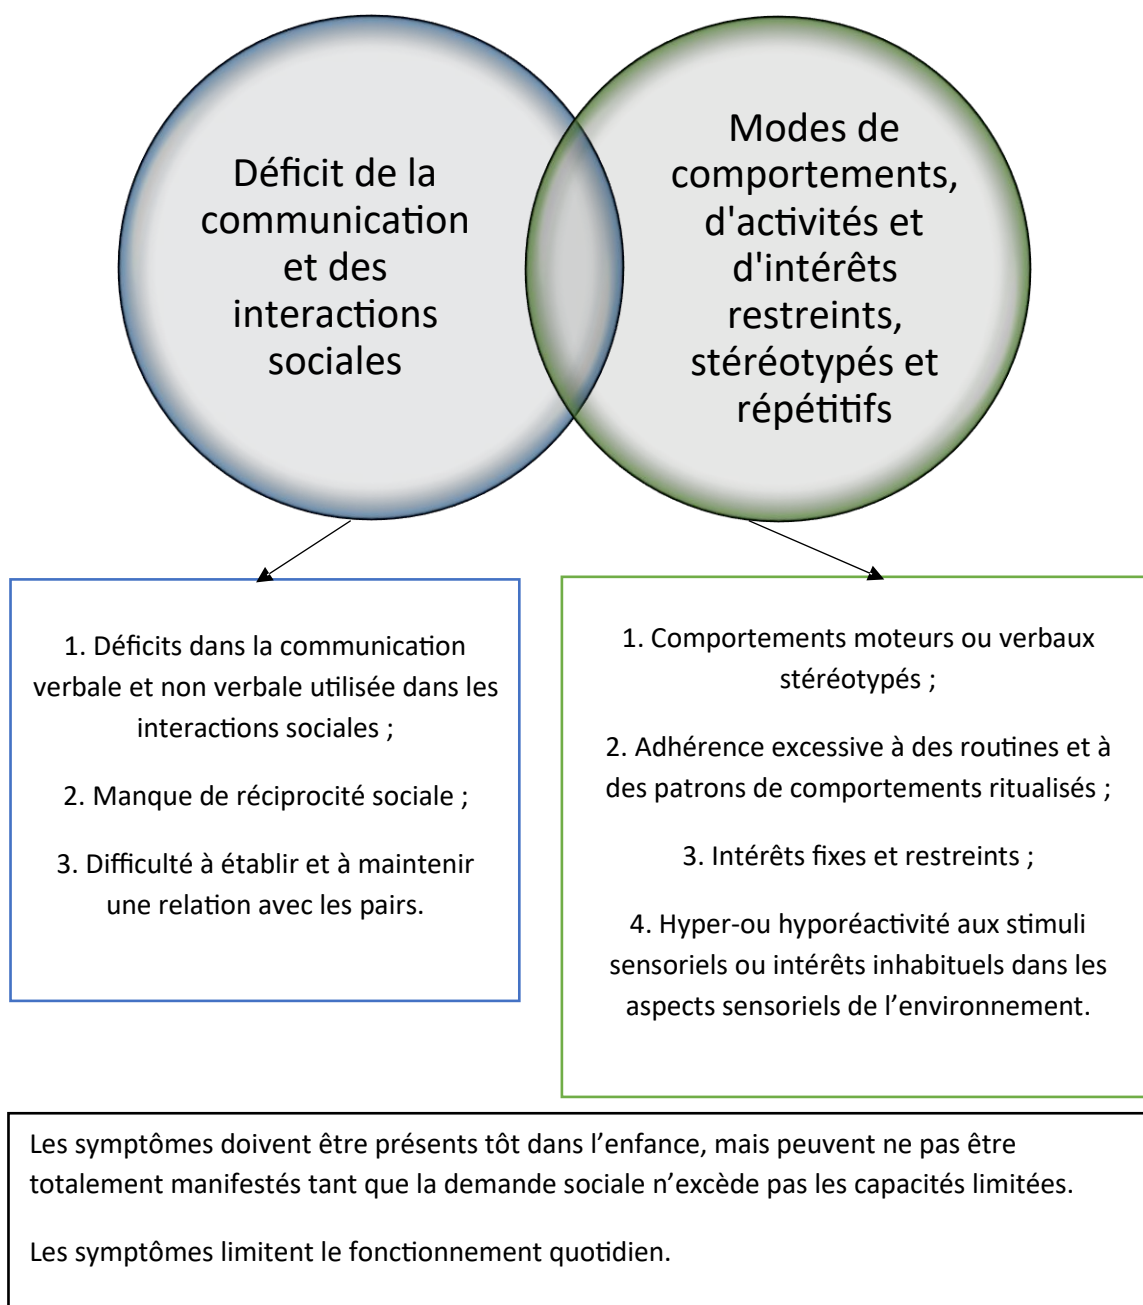 Déficit de la
communication
et des
interactions
sociales
Modes de
comportements,
d'activités et
d'intérêts
restreints,
stéréotypés et
répétitifs
1. Déficits dans la communication
verbale et non verbale utilisée dans les
interactions sociales ;
2. Manque de réciprocité sociale ;
3. Difficulté à établir et à maintenir
une relation avec les pairs.
1. Comportements moteurs ou verbaux
stéréotypés ;
2. Adhérence excessive à des routines et à
des patrons de comportements ritualisés ;
3. Intérêts fixes et restreints ;
4. Hyper-ou hyporéactivité aux stimuli
sensoriels ou intérêts inhabituels dans les
aspects sensoriels de l’environnement.
Les symptômes doivent être présents tôt dans l’enfance, mais peuvent ne pas être
totalement manifestés tant que la demande sociale n’excède pas les capacités limitées.
Les symptômes limitent le fonctionnement quotidien.